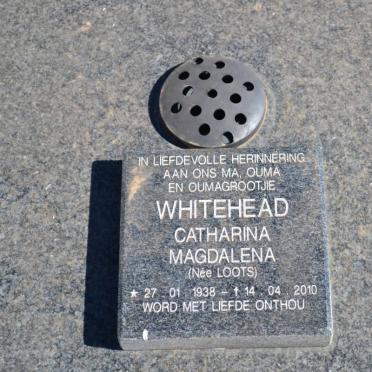 IN LIEFDEVOLLE HERINNERING
AAN ONS MA, OUMA
EN OUMAGROOTJIE
WHITEHEAD
CATHARINA
MAGDALENA
(Née LOOTS)
★ 27 01 1938 – † 14 04 2010
WORD MET LIEFDE ONTHOU